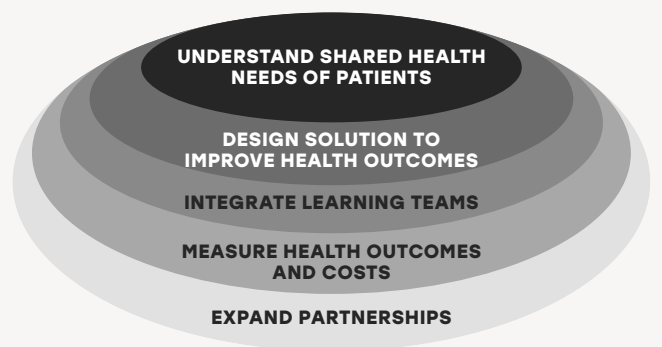 UNDERSTAND SHARED HEALTH
NEEDS OF PATIENTS
DESIGN SOLUTION TO
IMPROVE HEALTH OUTCOMES
INTEGRATE LEARNING TEAMS
MEASURE HEALTH OUTCOMES
AND COSTS
EXPAND PARTNERSHIPS